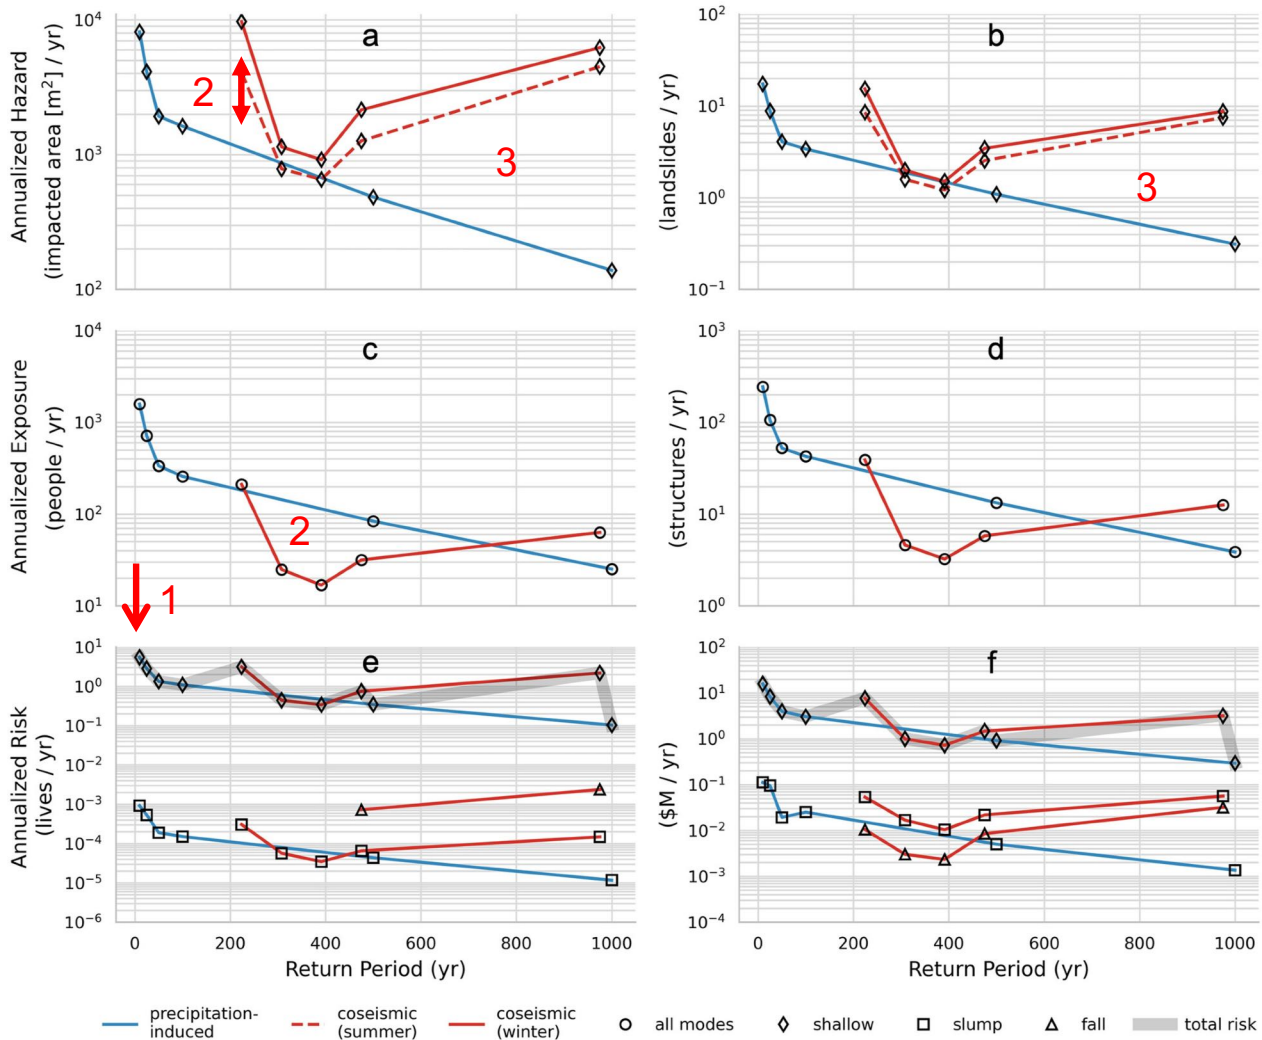 Annualized Hazard
(impacted area [m²] / yr)
10⁴
10³
10²
a
2
3
(landslides / yr)
10²
10¹
10⁰
10⁻¹
b
3
Annualized Exposure
(people / yr)
10⁴
10³
10²
10¹
c
2
1
(structures / yr)
10³
10²
10¹
10⁰
d
Annualized Risk
(lives / yr)
10¹
10⁰
10⁻¹
10⁻²
10⁻³
10⁻⁴
10⁻⁵
10⁻⁶
e
0 200 400 600 800 1000
Return Period (yr)
($M / yr)
10²
10¹
10⁰
10⁻¹
10⁻²
10⁻³
10⁻⁴
f
0 200 400 600 800 1000
Return Period (yr)
precipitation-
induced
coseismic
(summer)
coseismic
(winter)
all modes
shallow
slump
fall
total risk